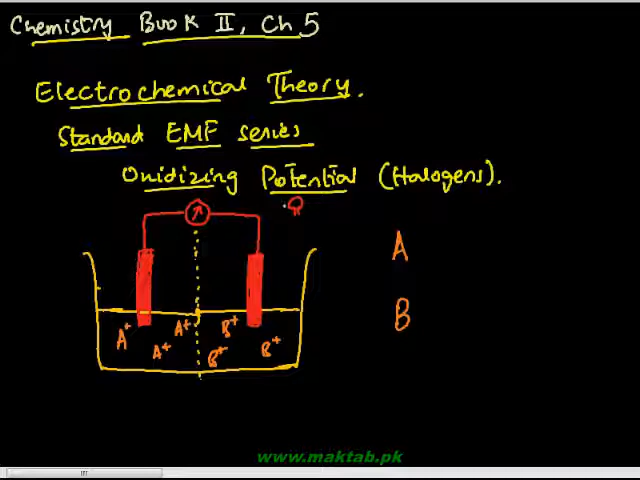 Chemistry Book II, Ch 5
Electrochemical Theory.
Standard EMF series
Oxidizing Potential (Halogens).
A
B
A+ A+ B+
A+ B+ B+
www.maktab.pk